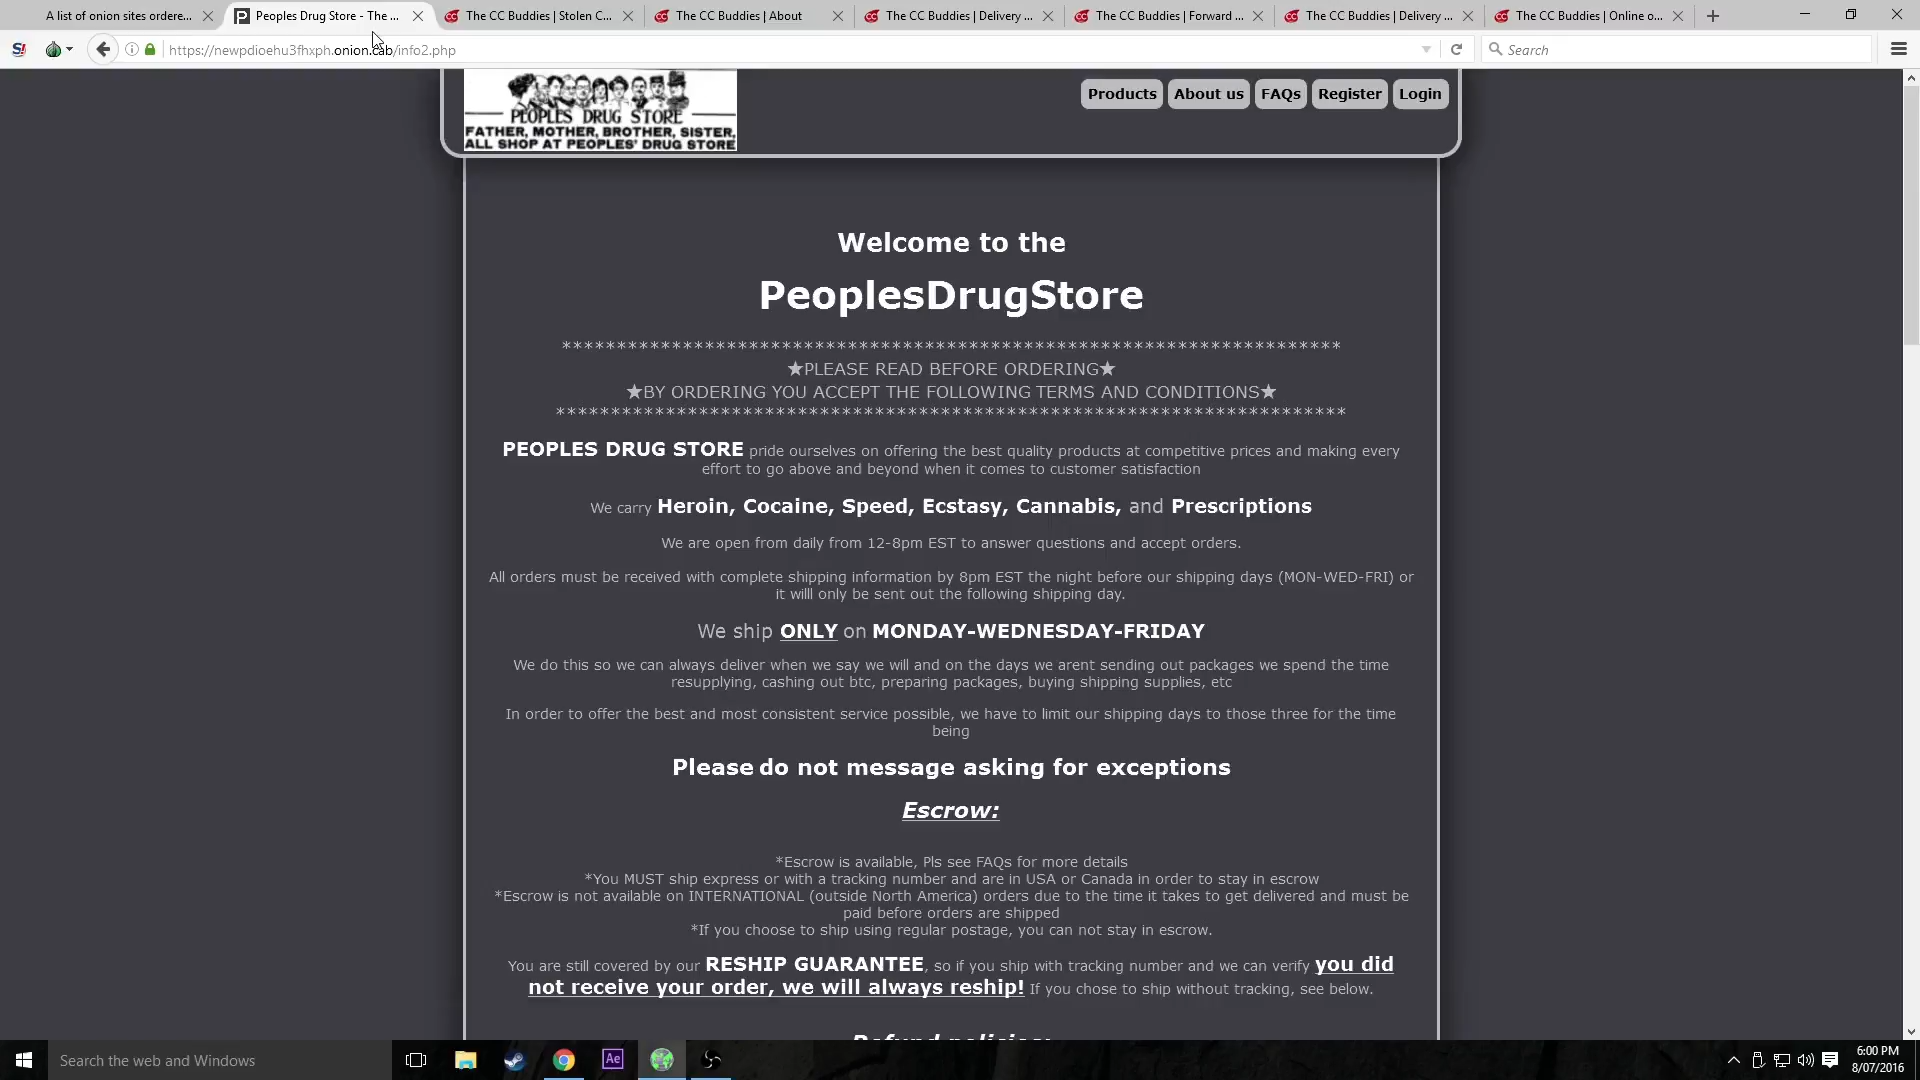 A list of onion sites ordere...
Peoples Drug Store - The ...
The CC Buddies | Stolen C...
The CC Buddies | About
The CC Buddies | Delivery ...
The CC Buddies | Forward ...
The CC Buddies | Delivery ...
The CC Buddies | Online o...
https://newpdioehu3fhxph.onion.cab/info2.php
Search
PEOPLES DRUG STORE
FATHER, MOTHER, BROTHER, SISTER,
ALL SHOP AT PEOPLES' DRUG STORE
Products
About us
FAQs
Register
Login
Welcome to the
PeoplesDrugStore
★PLEASE READ BEFORE ORDERING★
★BY ORDERING YOU ACCEPT THE FOLLOWING TERMS AND CONDITIONS★
PEOPLES DRUG STORE pride ourselves on offering the best quality products at competitive prices and making every
effort to go above and beyond when it comes to customer satisfaction
We carry Heroin, Cocaine, Speed, Ecstasy, Cannabis, and Prescriptions
We are open from daily from 12-8pm EST to answer questions and accept orders.
All orders must be received with complete shipping information by 8pm EST the night before our shipping days (MON-WED-FRI) or
it willl only be sent out the following shipping day.
We ship ONLY on MONDAY-WEDNESDAY-FRIDAY
We do this so we can always deliver when we say we will and on the days we arent sending out packages we spend the time
resupplying, cashing out btc, preparing packages, buying shipping supplies, etc
In order to offer the best and most consistent service possible, we have to limit our shipping days to those three for the time
being
Please do not message asking for exceptions
Escrow:
*Escrow is available, Pls see FAQs for more details
*You MUST ship express or with a tracking number and are in USA or Canada in order to stay in escrow
*Escrow is not available on INTERNATIONAL (outside North America) orders due to the time it takes to get delivered and must be
paid before orders are shipped
*If you choose to ship using regular postage, you can not stay in escrow.
You are still covered by our RESHIP GUARANTEE, so if you ship with tracking number and we can verify you did
not receive your order, we will always reship! If you chose to ship without tracking, see below.
Refund policies:
Search the web and Windows
Ae
6:00 PM
8/07/2016